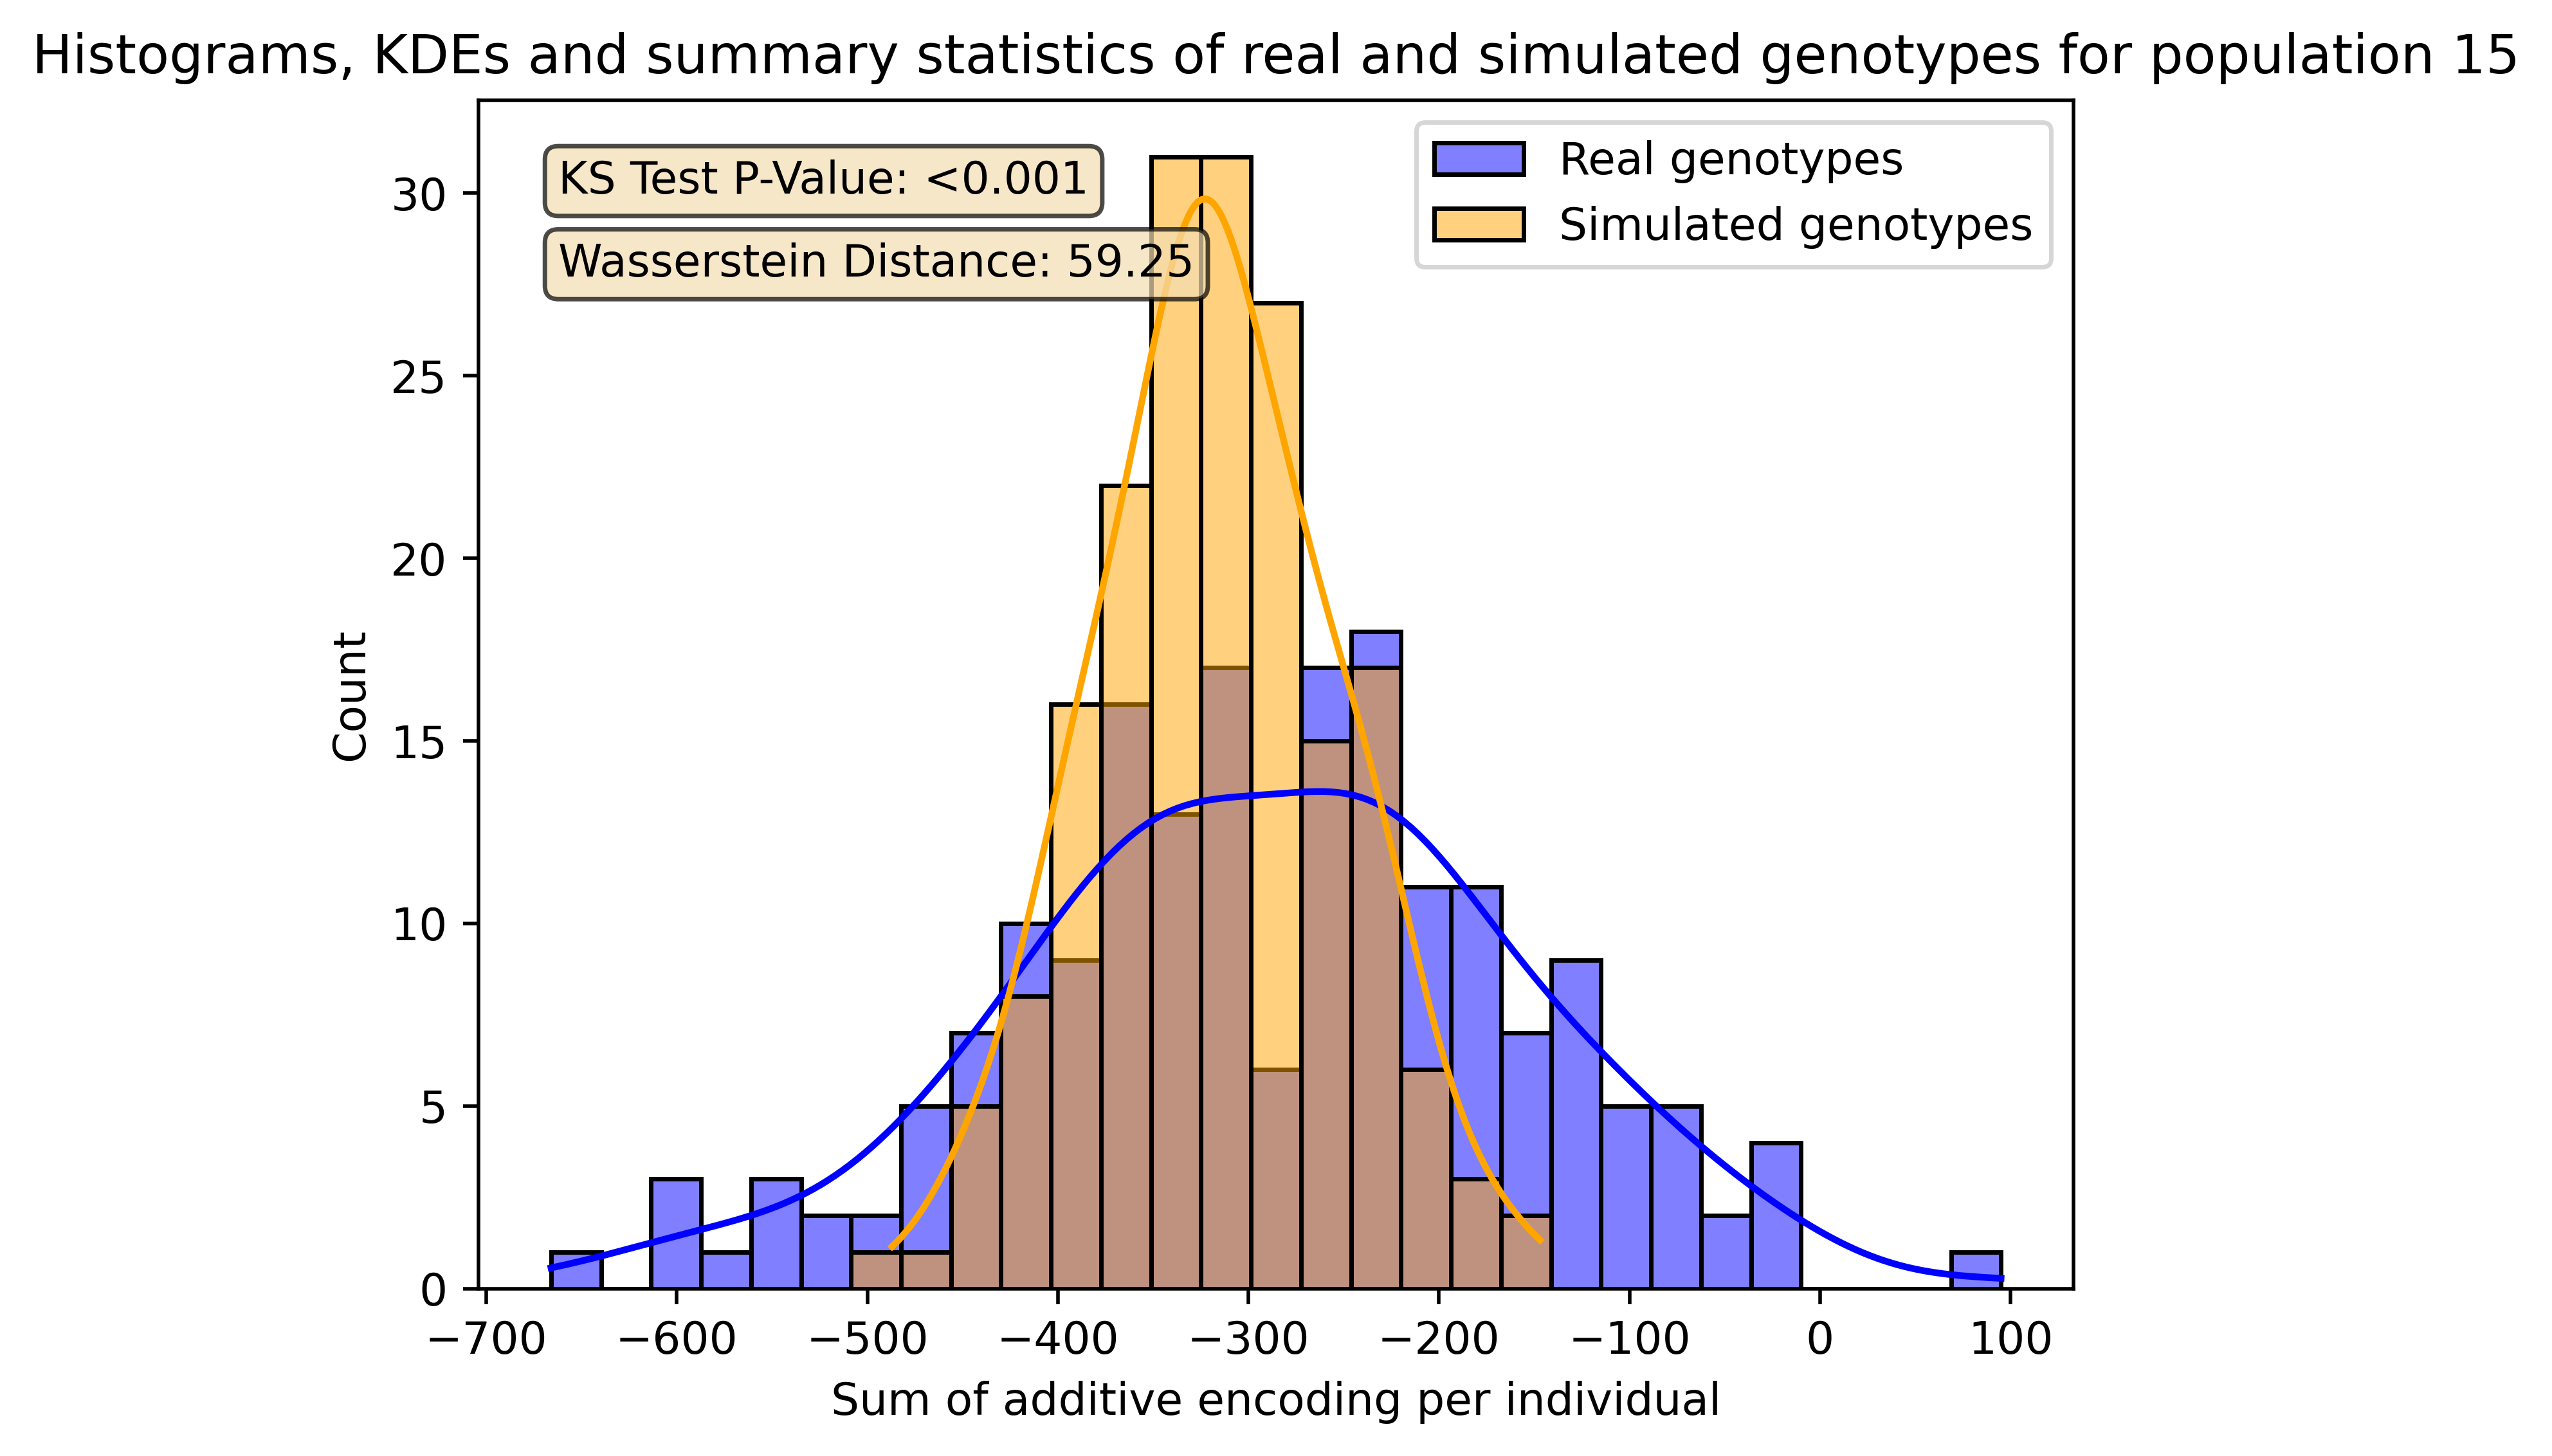 Histograms, KDEs and summary statistics of real and simulated genotypes for population 15
KS Test P-Value: <0.001
Wasserstein Distance: 59.25
Real genotypes
Simulated genotypes
30
25
20
15
10
5
0
Count
−700 −600 −500 −400 −300 −200 −100 0 100
Sum of additive encoding per individual